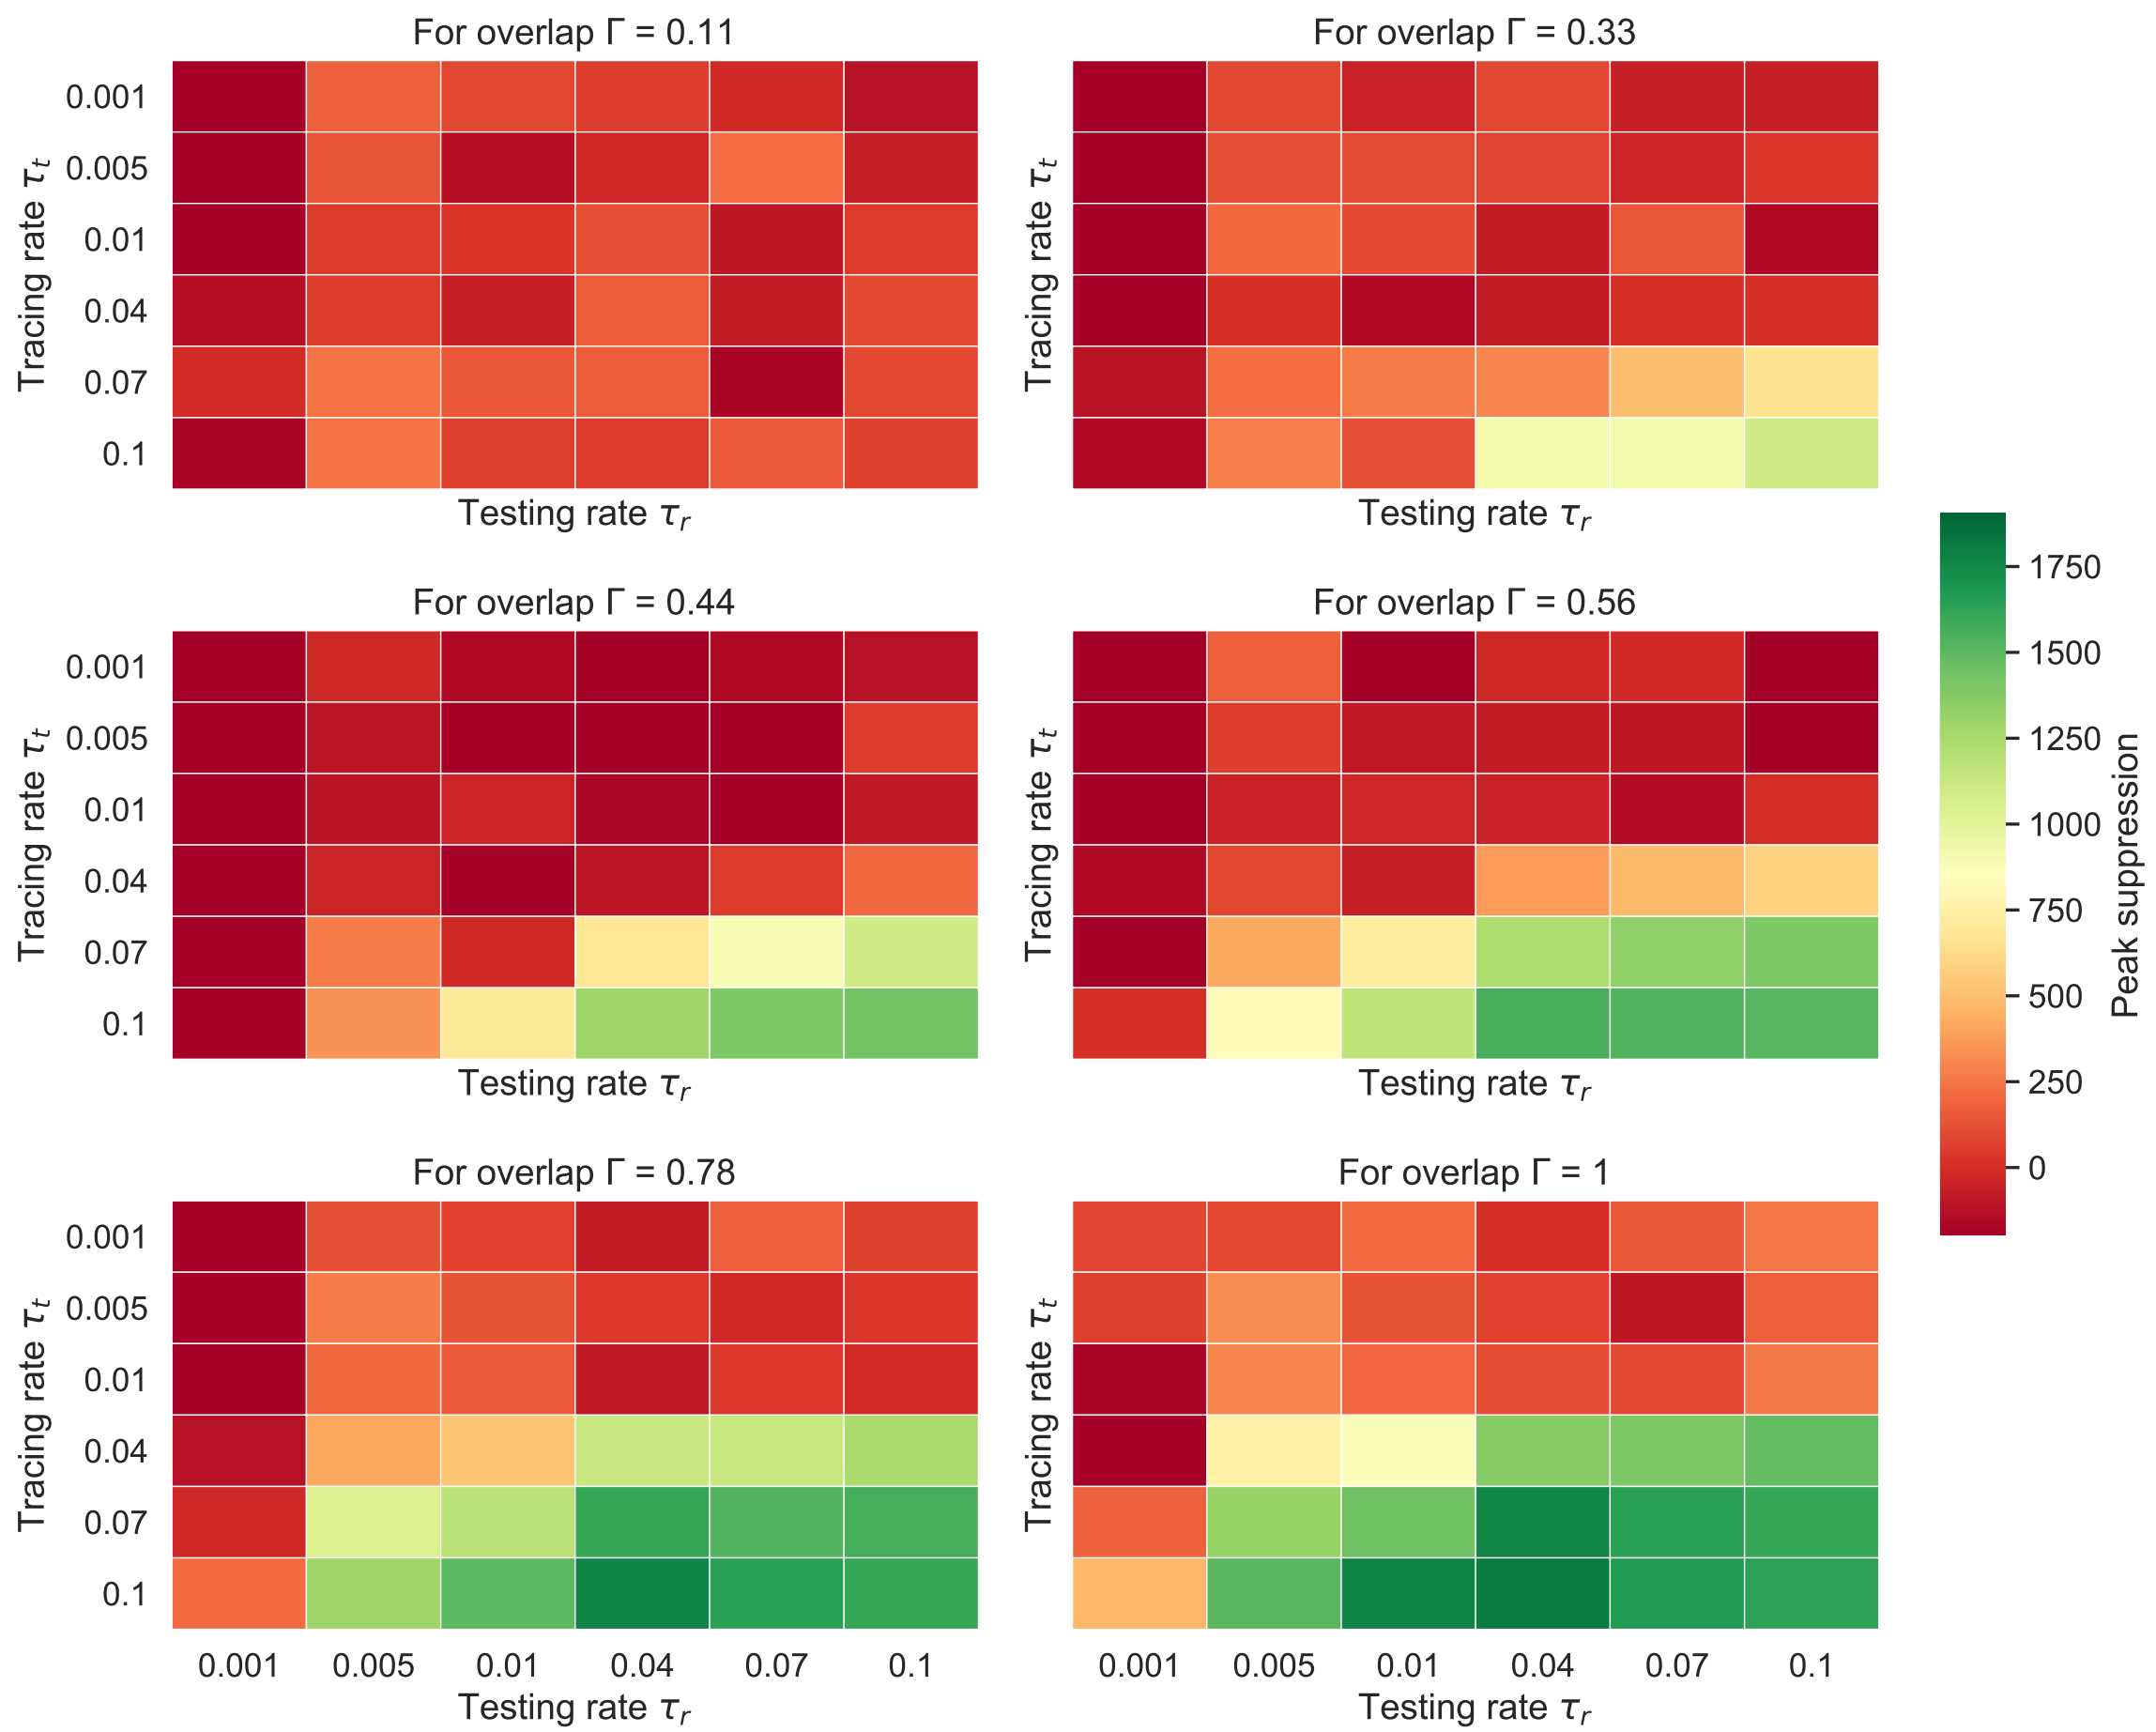 For overlap Γ = 0.11
For overlap Γ = 0.33
Tracing rate τt
0.001
0.005
0.01
0.04
0.07
0.1
Testing rate τr
Tracing rate τt
Testing rate τr
For overlap Γ = 0.44
For overlap Γ = 0.56
Tracing rate τt
0.001
0.005
0.01
0.04
0.07
0.1
Testing rate τr
Tracing rate τt
Testing rate τr
For overlap Γ = 0.78
For overlap Γ = 1
Tracing rate τt
0.001
0.005
0.01
0.04
0.07
0.1
0.001 0.005 0.01 0.04 0.07 0.1
Testing rate τr
Tracing rate τt
0.001 0.005 0.01 0.04 0.07 0.1
Testing rate τr
1750
1500
1250
1000
750
500
250
0
Peak suppression